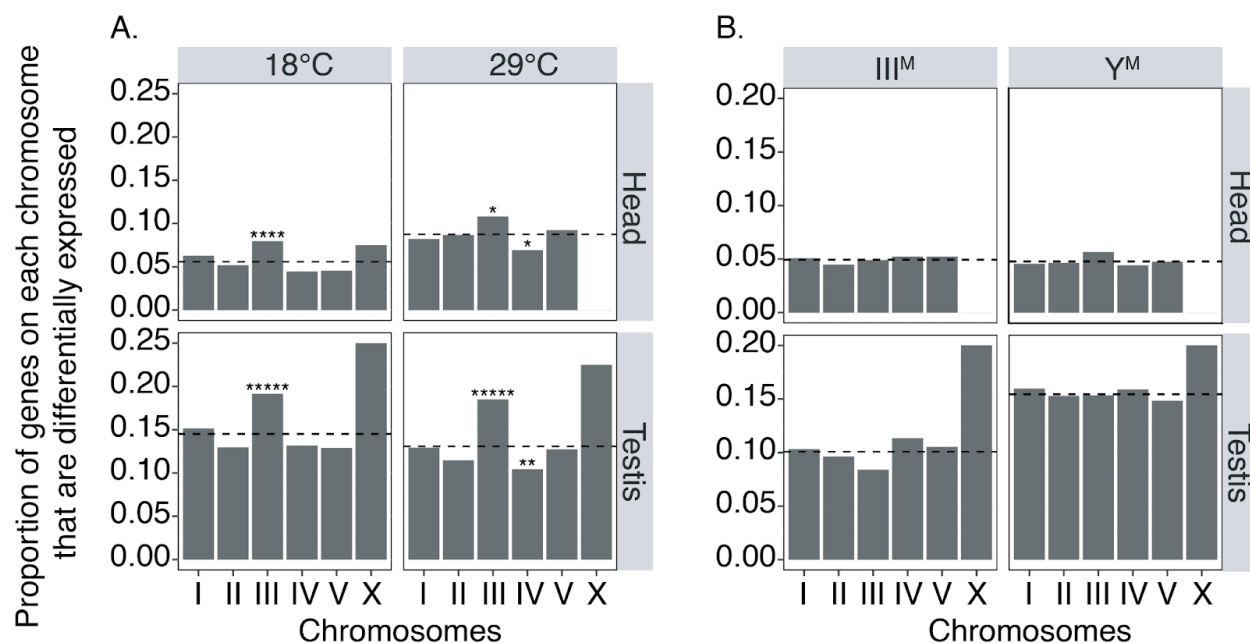 A.
B.
Proportion of genes on each chromosome
that are differentially expressed
18°C
29°C
0.25
0.20
0.15
0.10
0.05
0.00
****
*
*
Head
0.25
0.20
0.15
0.10
0.05
0.00
*****
*****
**
Testis
I II III IV V X
I II III IV V X
Chromosomes
IIIᴹ
Yᴹ
0.20
0.15
0.10
0.05
0.00
Head
0.20
0.15
0.10
0.05
0.00
Testis
I II III IV V X
I II III IV V X
Chromosomes